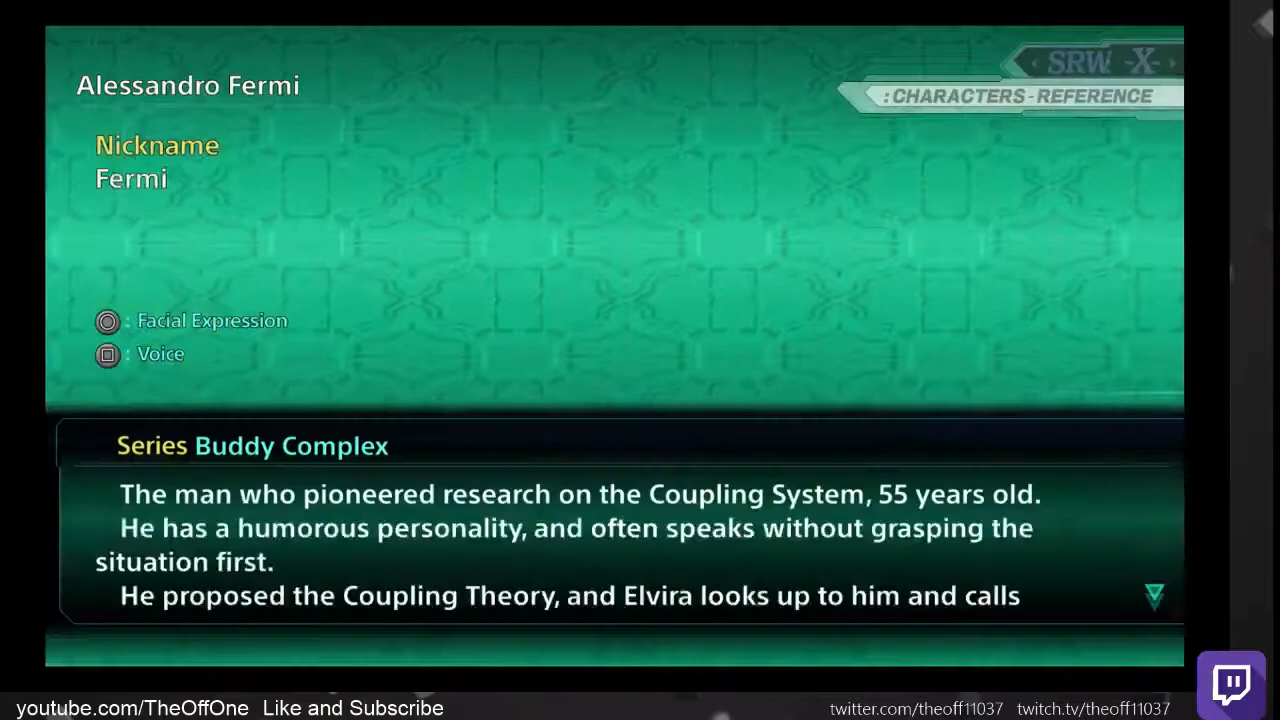 SRW -X-
Alessandro Fermi
:CHARACTERS-REFERENCE
Nickname
Fermi
: Facial Expression
: Voice
Series Buddy Complex
The man who pioneered research on the Coupling System, 55 years old.
He has a humorous personality, and often speaks without grasping the
situation first.
He proposed the Coupling Theory, and Elvira looks up to him and calls
youtube.com/TheOffOne Like and Subscribe
twitter.com/theoff11037 twitch.tv/theoff11037